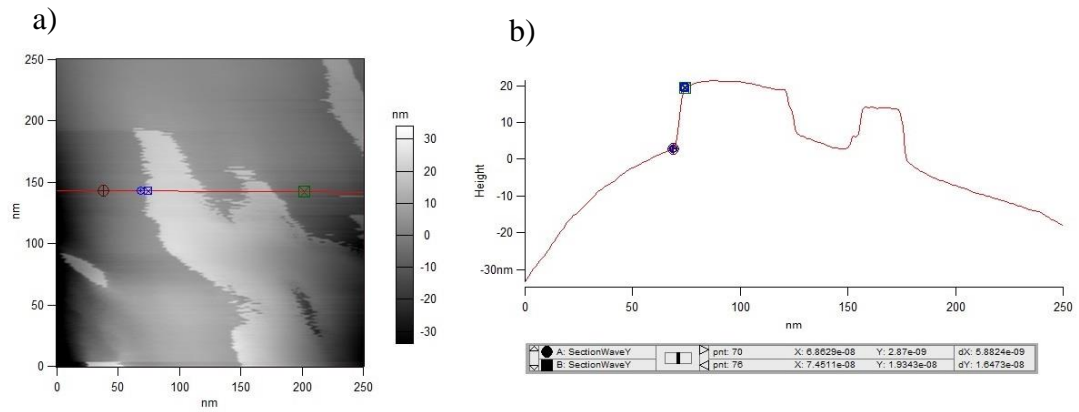 a)
250
200
150
100
50
0
nm
0 50 100 150 200 250
nm
nm
30
20
10
0
-10
-20
-30
b)
20
10
0
-10
-20
-30nm
Height
0 50 100 150 200 250
nm
A: SectionWaveY pnt: 70 X: 6.8629e-08 Y: 2.87e-09 dX: 5.8824e-09
B: SectionWaveY pnt: 76 X: 7.4511e-08 Y: 1.9343e-08 dY: 1.6473e-08